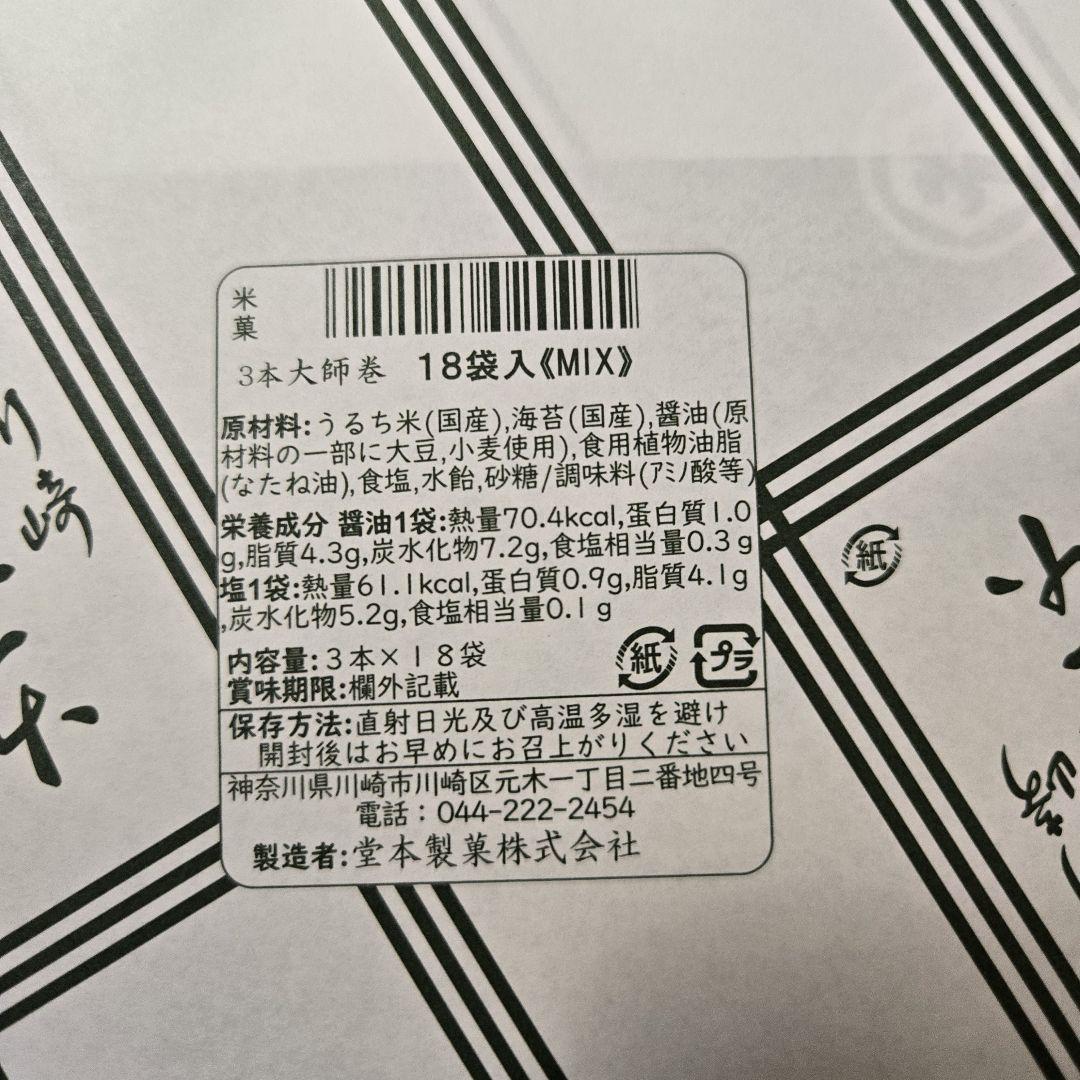 米菓
3本大師巻 18袋入《MIX》
原材料:うるち米(国産),海苔(国産),醤油(原
材料の一部に大豆,小麦使用),食用植物油脂
(なたね油),食塩,水飴,砂糖/調味料(アミノ酸等)
栄養成分 醤油1袋:熱量70.4kcal,蛋白質1.0
g,脂質4.3g,炭水化物7.2g,食塩相当量0.3g
塩1袋:熱量61.1kcal,蛋白質0.9g,脂質4.1g
,炭水化物5.2g,食塩相当量0.1g
内容量:3本×18袋
賞味期限:欄外記載
紙
プラ
保存方法:直射日光及び高温多湿を避け
開封後はお早めにお召上がりください
神奈川県川崎市川崎区元木一丁目二番地四号
電話:044-222-2454
製造者:堂本製菓株式会社
紙